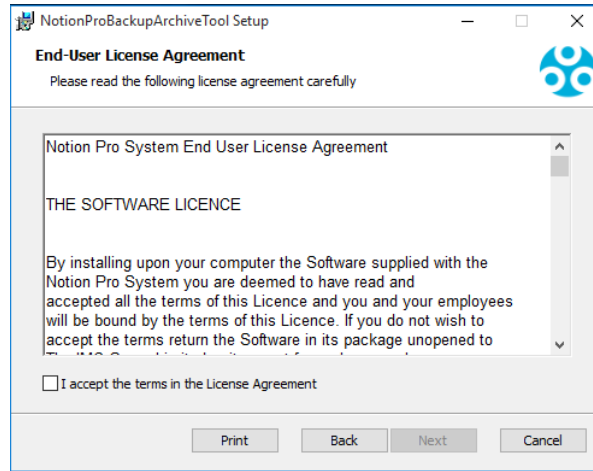 NotionProBackupArchiveTool Setup
End-User License Agreement
Please read the following license agreement carefully
Notion Pro System End User License Agreement
THE SOFTWARE LICENCE
By installing upon your computer the Software supplied with the
Notion Pro System you are deemed to have read and
accepted all the terms of this Licence and you and your employees
will be bound by the terms of this Licence. If you do not wish to
accept the terms return the Software in its package unopened to
I accept the terms in the License Agreement
Print Back Next Cancel